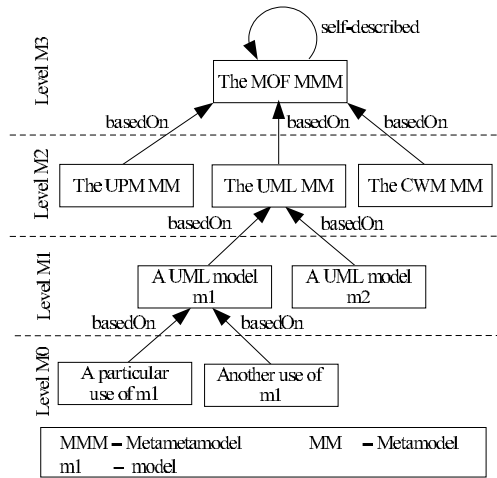 self-described
Level M3
The MOF MMM
basedOn basedOn basedOn
Level M2
The UPM MM The UML MM The CWM MM
basedOn basedOn
Level M1
A UML model
m1
A UML model
m2
basedOn basedOn
Level M0
A particular
use of m1
Another use of
m1
MMM – Metametamodel MM – Metamodel
m1 – model